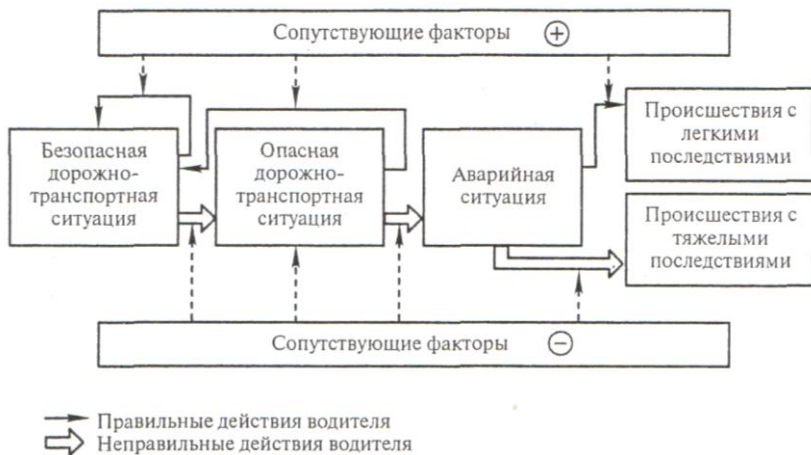 Сопутствующие факторы ⊕
Безопасная
дорожно-
транспортная
ситуация
Опасная
дорожно-
транспортная
ситуация
Аварийная
ситуация
Происшествия с
легкими
последствиями
Происшествия с
тяжелыми
последствиями
Сопутствующие факторы ⊖
Правильные действия водителя
Неправильные действия водителя